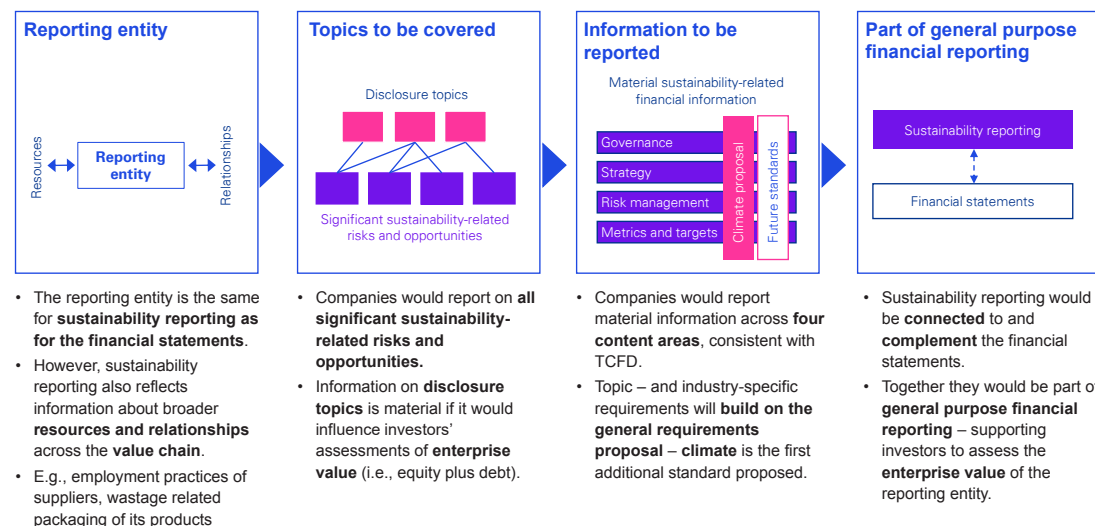 Reporting entity
Resources
Reporting
entity
Relationships
• The reporting entity is the same
for sustainability reporting as
for the financial statements.
• However, sustainability
reporting also reflects
information about broader
resources and relationships
across the value chain.
• E.g., employment practices of
suppliers, wastage related
packaging of its products
Topics to be covered
Disclosure topics
Significant sustainability-related
risks and opportunities
• Companies would report on all
significant sustainability-
related risks and
opportunities.
• Information on disclosure
topics is material if it would
influence investors'
assessments of enterprise
value (i.e., equity plus debt).
Information to be
reported
Material sustainability-related
financial information
Governance
Strategy
Risk management
Metrics and targets
Climate proposal
Future standards
• Companies would report
material information across four
content areas, consistent with
TCFD.
• Topic – and industry-specific
requirements will build on the
general requirements
proposal – climate is the first
additional standard proposed.
Part of general purpose
financial reporting
Sustainability reporting
Financial statements
• Sustainability reporting would
be connected to and
complement the financial
statements.
• Together they would be part of
general purpose financial
reporting – supporting
investors to assess the
enterprise value of the
reporting entity.